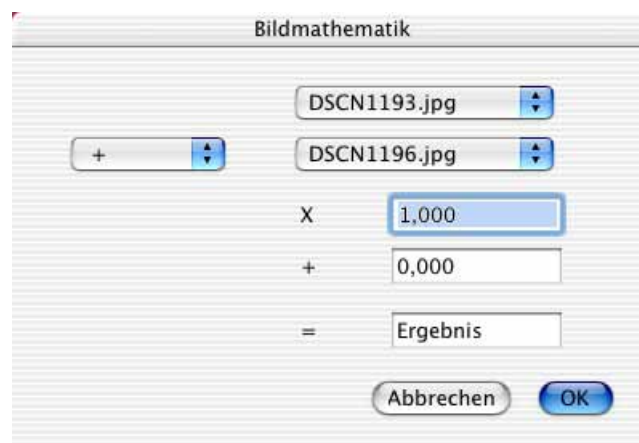 Bildmathematik
DSCN1193.jpg
+ DSCN1196.jpg
X 1,000
+ 0,000
= Ergebnis
Abbrechen OK